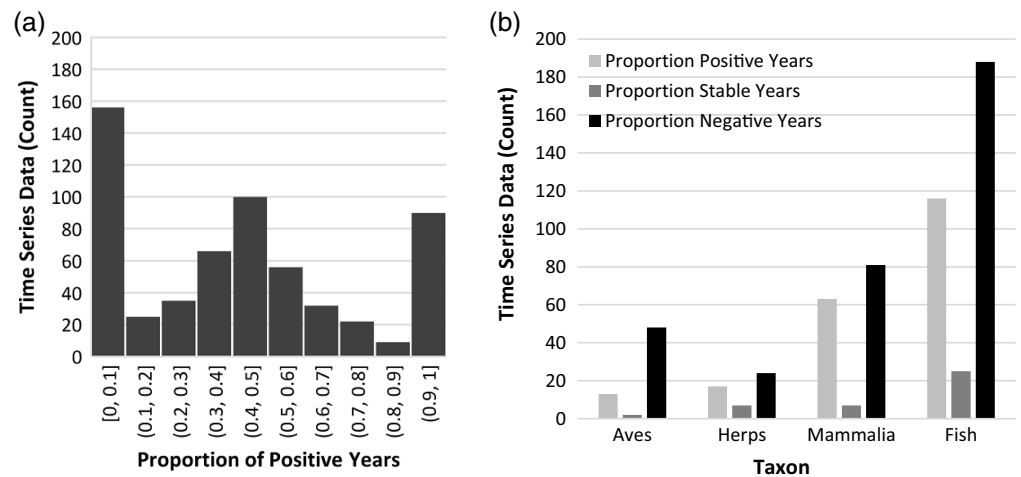 (a)
Time Series Data (Count)
200
180
160
140
120
100
80
60
40
20
0
[0, 0.1]
(0.1, 0.2]
(0.2, 0.3]
(0.3, 0.4]
(0.4, 0.5]
(0.5, 0.6]
(0.6, 0.7]
(0.7, 0.8]
(0.8, 0.9]
(0.9, 1]
Proportion of Positive Years
(b)
Time Series Data (Count)
200
180
160
140
120
100
80
60
40
20
0
Proportion Positive Years
Proportion Stable Years
Proportion Negative Years
Aves
Herps
Mammalia
Fish
Taxon